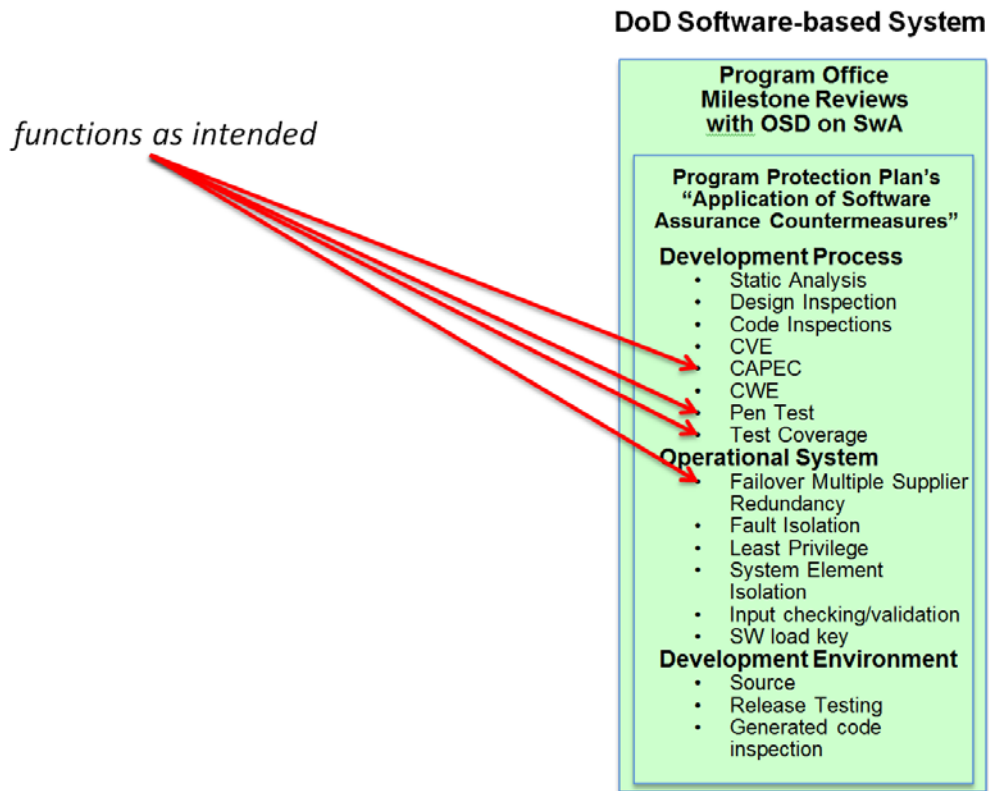 DoD Software-based System
Program Office
Milestone Reviews
with OSD on SwA
functions as intended
Program Protection Plan's
“Application of Software
Assurance Countermeasures”
Development Process
• Static Analysis
• Design Inspection
• Code Inspections
• CVE
• CAPEC
• CWE
• Pen Test
• Test Coverage
Operational System
• Failover Multiple Supplier
Redundancy
• Fault Isolation
• Least Privilege
• System Element
Isolation
• Input checking/validation
• SW load key
Development Environment
• Source
• Release Testing
• Generated code
inspection